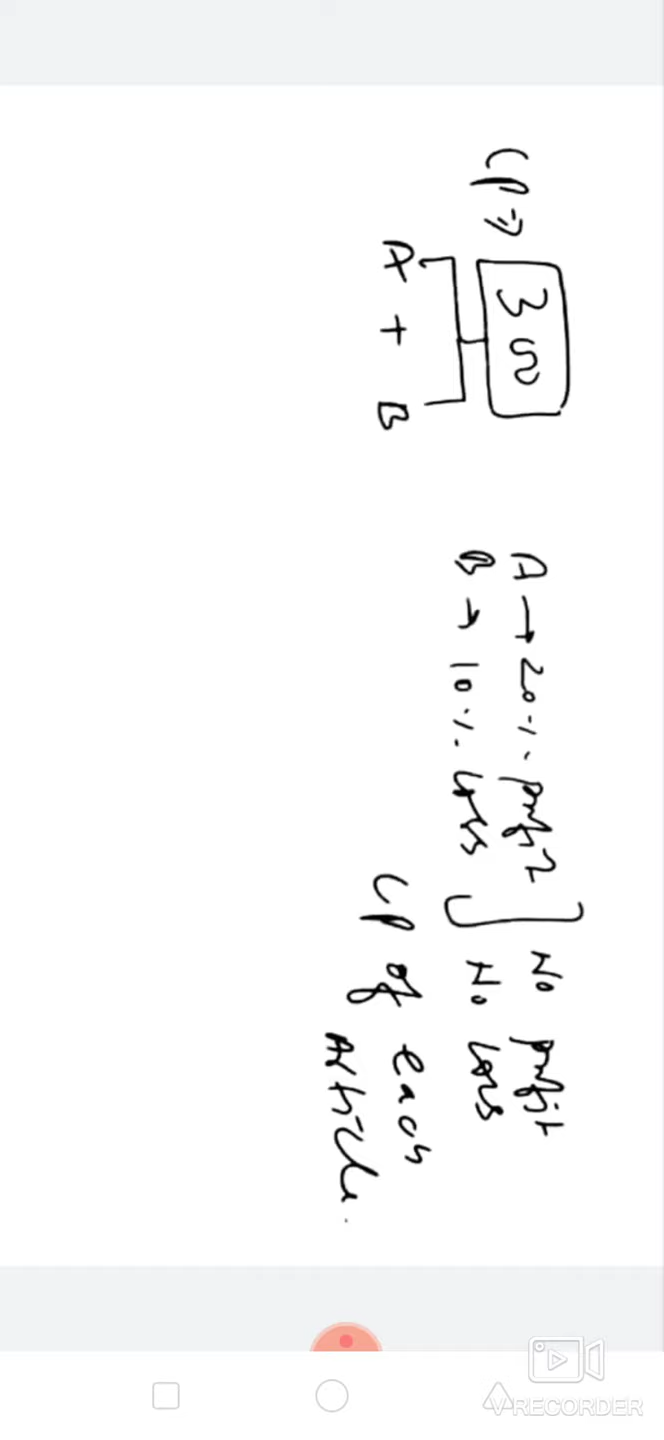 CP ⇒ 300
A + B
A → 20% profit
B → 10% Loss
No profit
No Loss
CP of each
Article.
V RECORDER